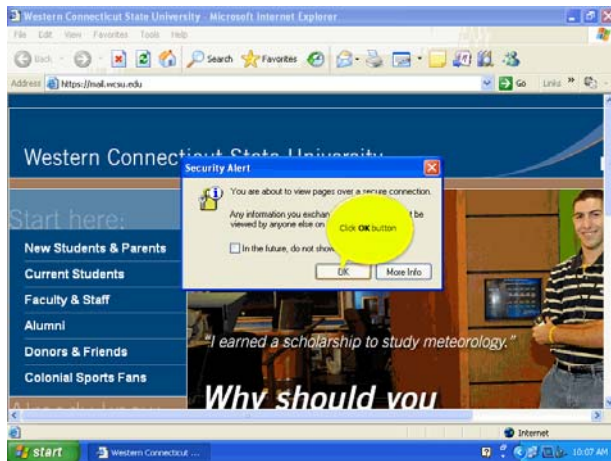 Western Connecticut State University - Microsoft Internet Explorer
File Edit View Favorites Tools Help
Back Search Favorites
Address https://mail.wcsu.edu Go Links
Western Connecticut State University
Security Alert
You are about to view pages over a secure connection.
Any information you exchan t be
viewed by anyone else on
Click OK button
In the future, do not show
OK More Info
Start here:
New Students & Parents
Current Students
Faculty & Staff
Alumni
Donors & Friends
Colonial Sports Fans
"I earned a scholarship to study meteorology."
Why should you
Internet
start Western Connecticut ... 10:07 AM